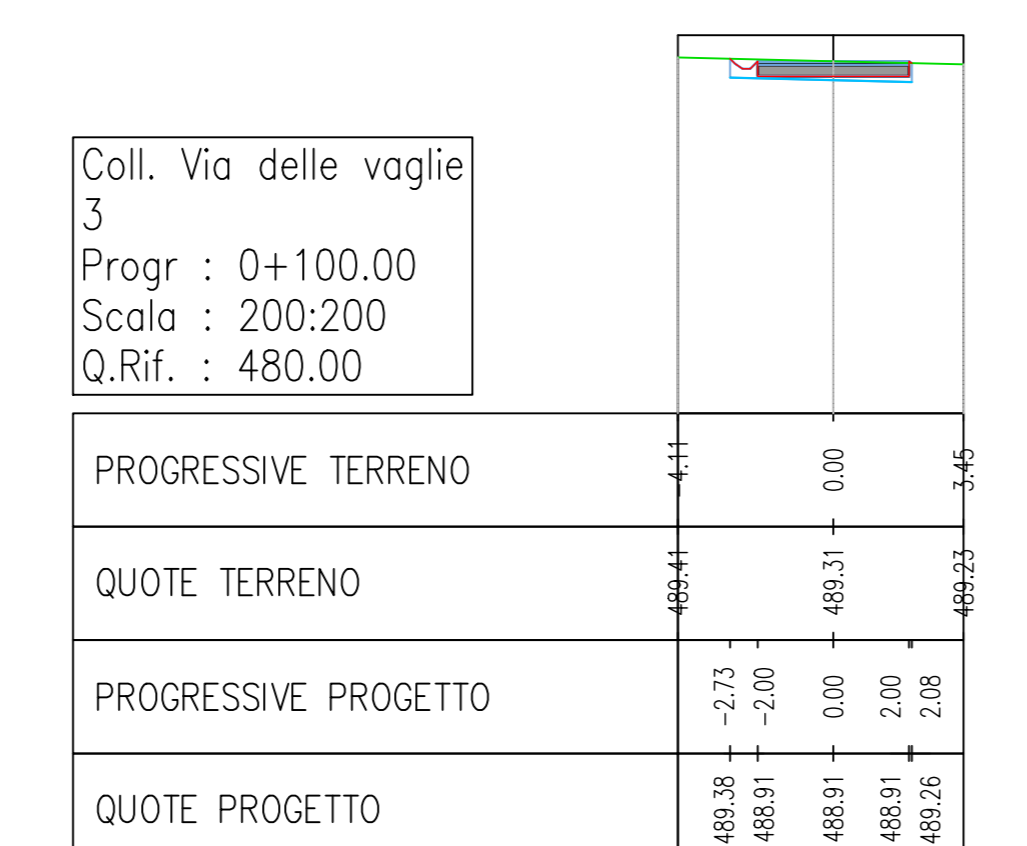 Coll. Via delle vaglie
3
Progr : 0+100.00
Scala : 200:200
Q.Rif. : 480.00
PROGRESSIVE TERRENO -4.11 0.00 3.45
QUOTE TERRENO 489.41 489.31 489.23
PROGRESSIVE PROGETTO -2.73 -2.00 0.00 2.00 2.08
QUOTE PROGETTO 489.38 488.91 488.91 488.91 489.26